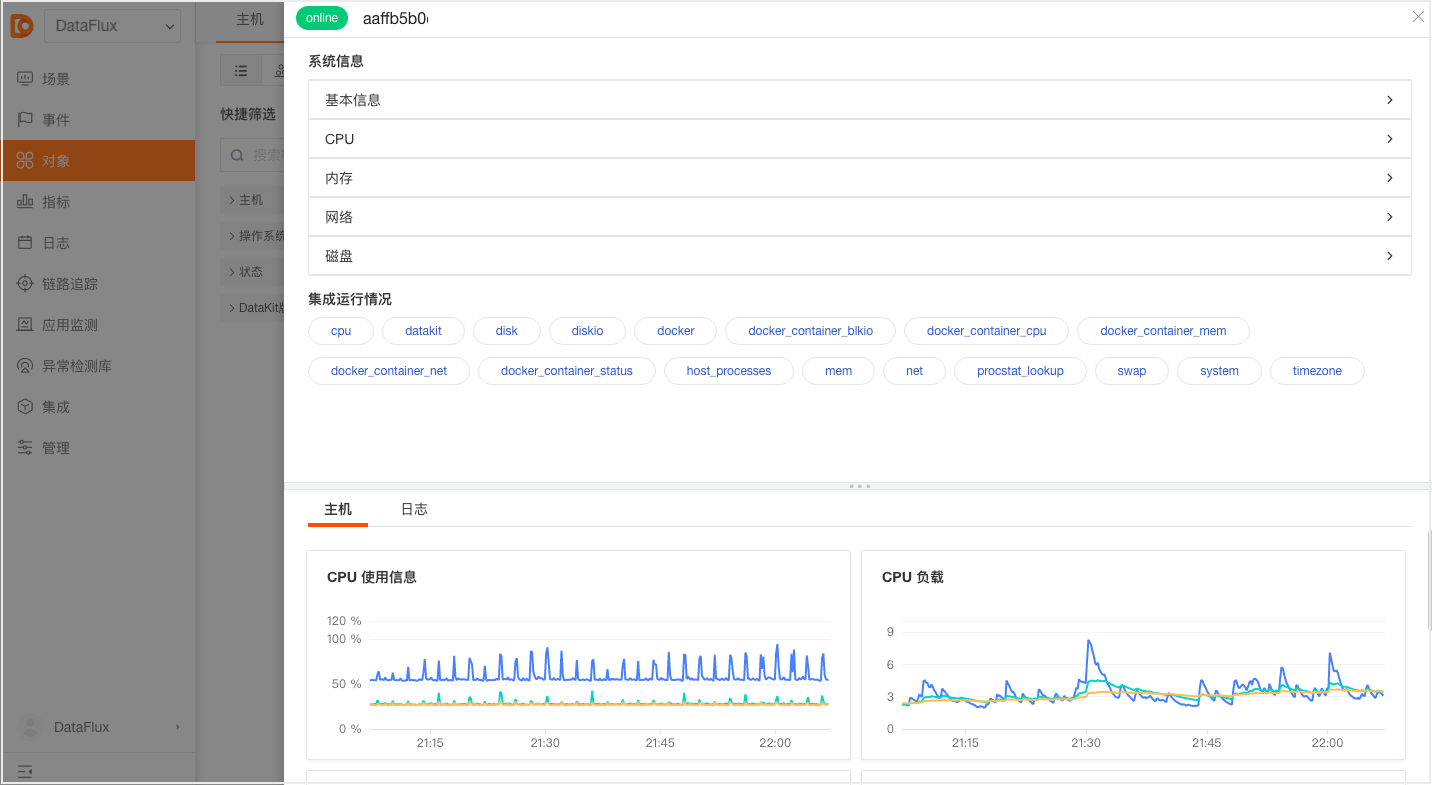 DataFlux
场景
事件
对象
指标
日志
链路追踪
应用监测
异常检测库
集成
管理
DataFlux
主机
快捷筛选
搜索
主机
操作系统
状态
online aaffb5b0
系统信息
基本信息
CPU
内存
网络
磁盘
集成运行情况
cpu datakit disk diskio docker docker_container_blkio docker_container_cpu docker_container_mem
docker_container_net docker_container_status host_processes mem net procstat_lookup swap system timezone
主机 日志
CPU 使用信息
120 %
100 %
50 %
0 %
21:15 21:30 21:45 22:00
CPU 负载
9
6
3
0
21:15 21:30 21:45 22:00